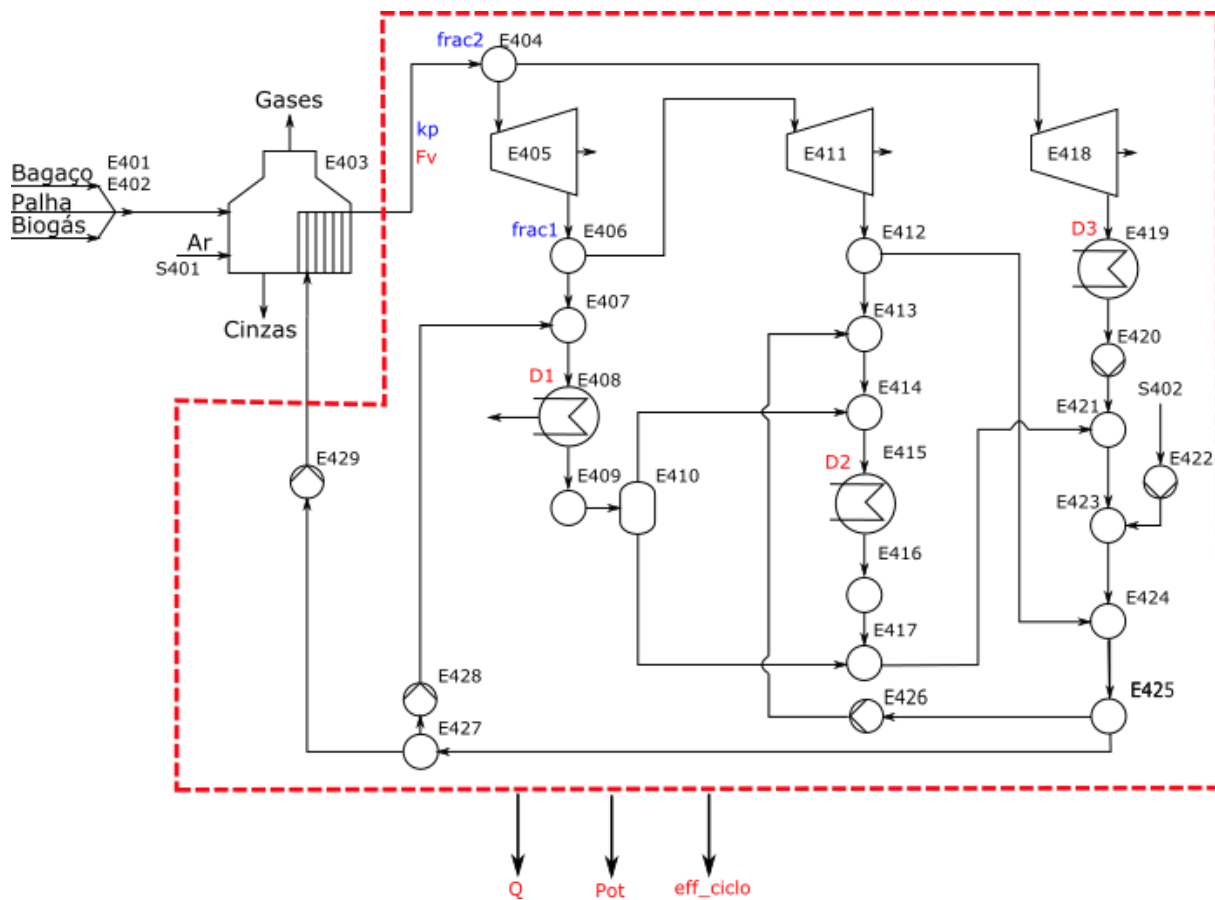 frac2
E404
Gases
E401
E402
E403
Bagaço
Palha
Biogás
Ar
S401
Cinzas
kp
Fv
E405
E411
E418
frac1
E406
E412
D3
E419
E407
E413
E420
D1
E408
E414
S402
E421
E415
E422
D2
E429
E409
E410
E423
E416
E424
E417
E428
E426
E425
E427
Q
Pot
eff_ciclo